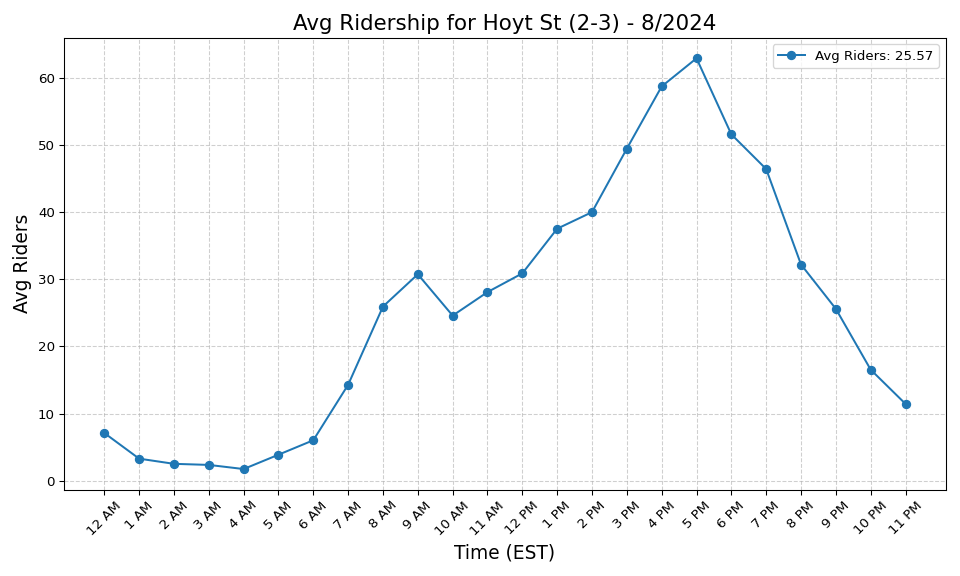 Avg Ridership for Hoyt St (2-3) - 8/2024
Avg Riders: 25.57
Avg Riders
60
50
40
30
20
10
0
12 AM
1 AM
2 AM
3 AM
4 AM
5 AM
6 AM
7 AM
8 AM
9 AM
10 AM
11 AM
12 PM
1 PM
2 PM
3 PM
4 PM
5 PM
6 PM
7 PM
8 PM
9 PM
10 PM
11 PM
Time (EST)